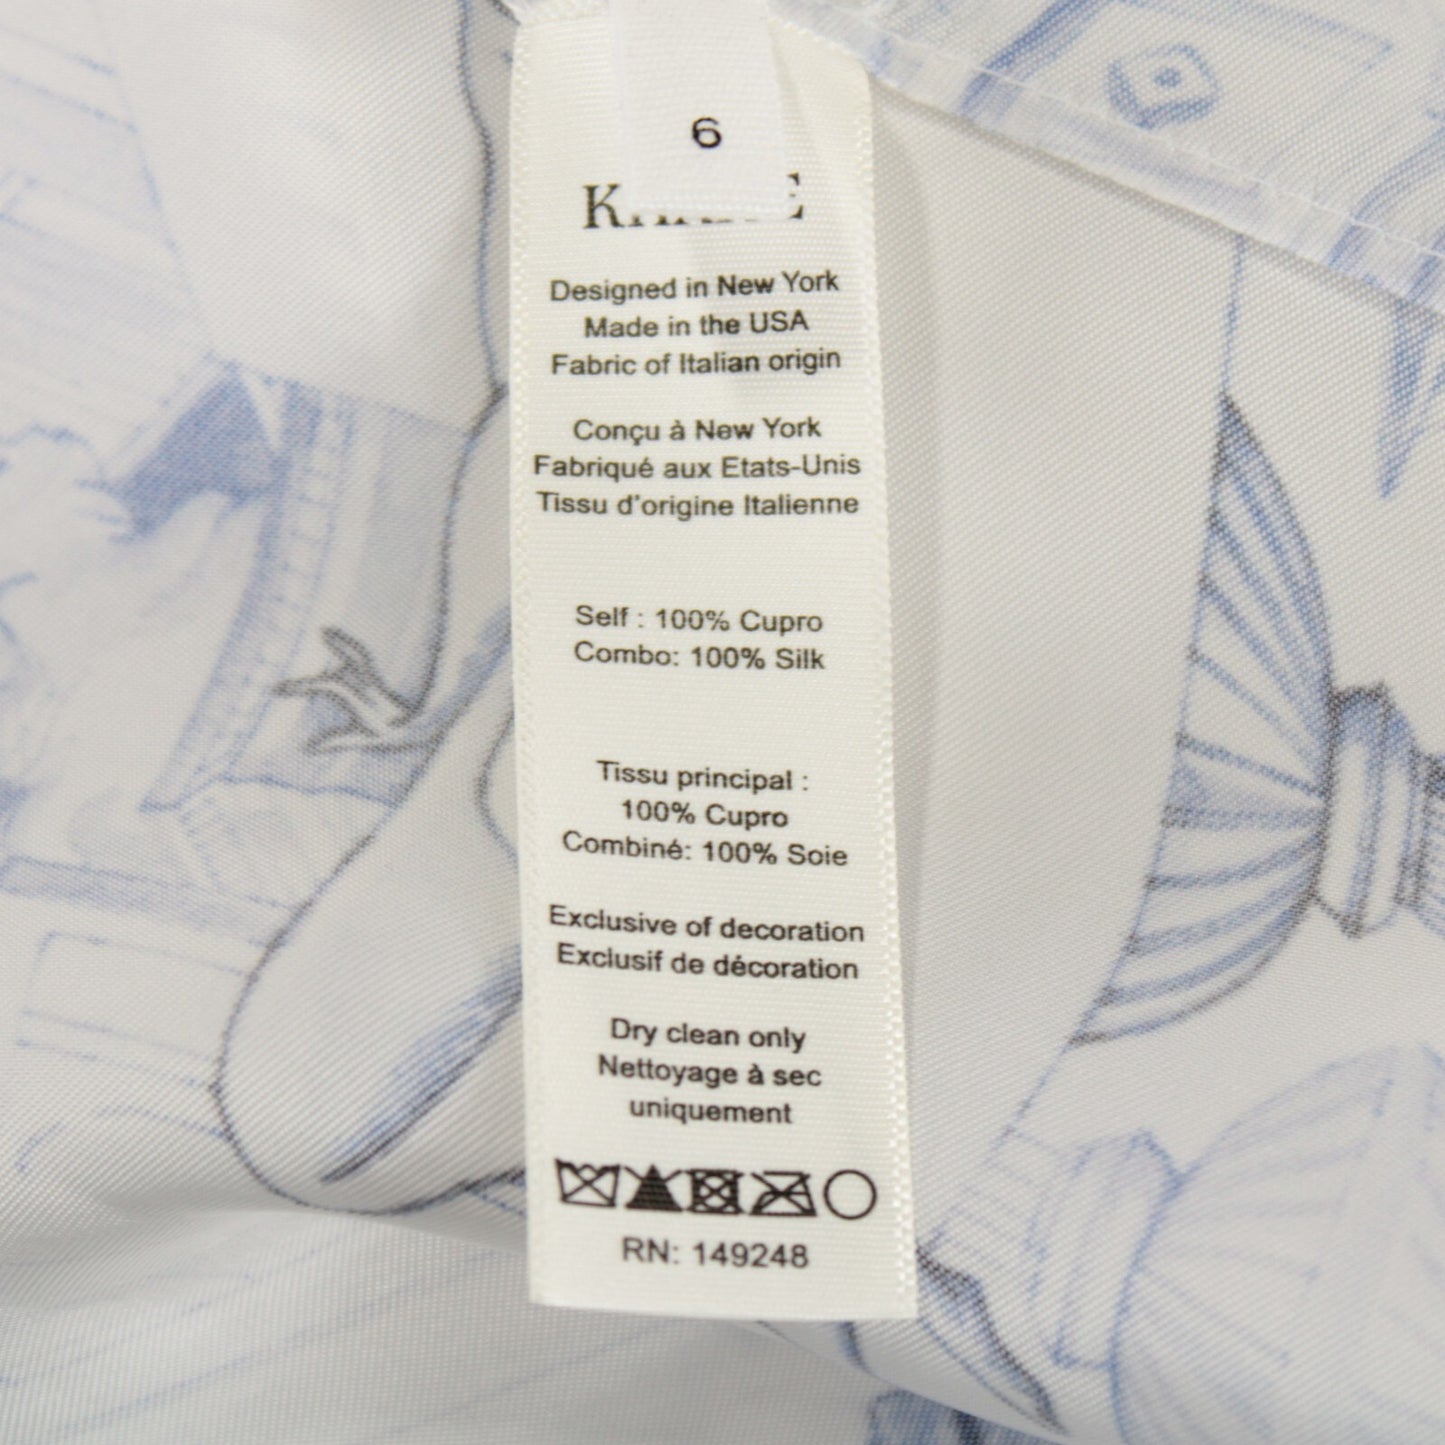 6
Designed in New York
Made in the USA
Fabric of Italian origin
Conçu à New York
Fabriqué aux Etats-Unis
Tissu d'origine Italienne
Self : 100% Cupro
Combo: 100% Silk
Tissu principal :
100% Cupro
Combiné: 100% Soie
Exclusive of decoration
Exclusif de décoration
Dry clean only
Nettoyage à sec
uniquement
RN: 149248